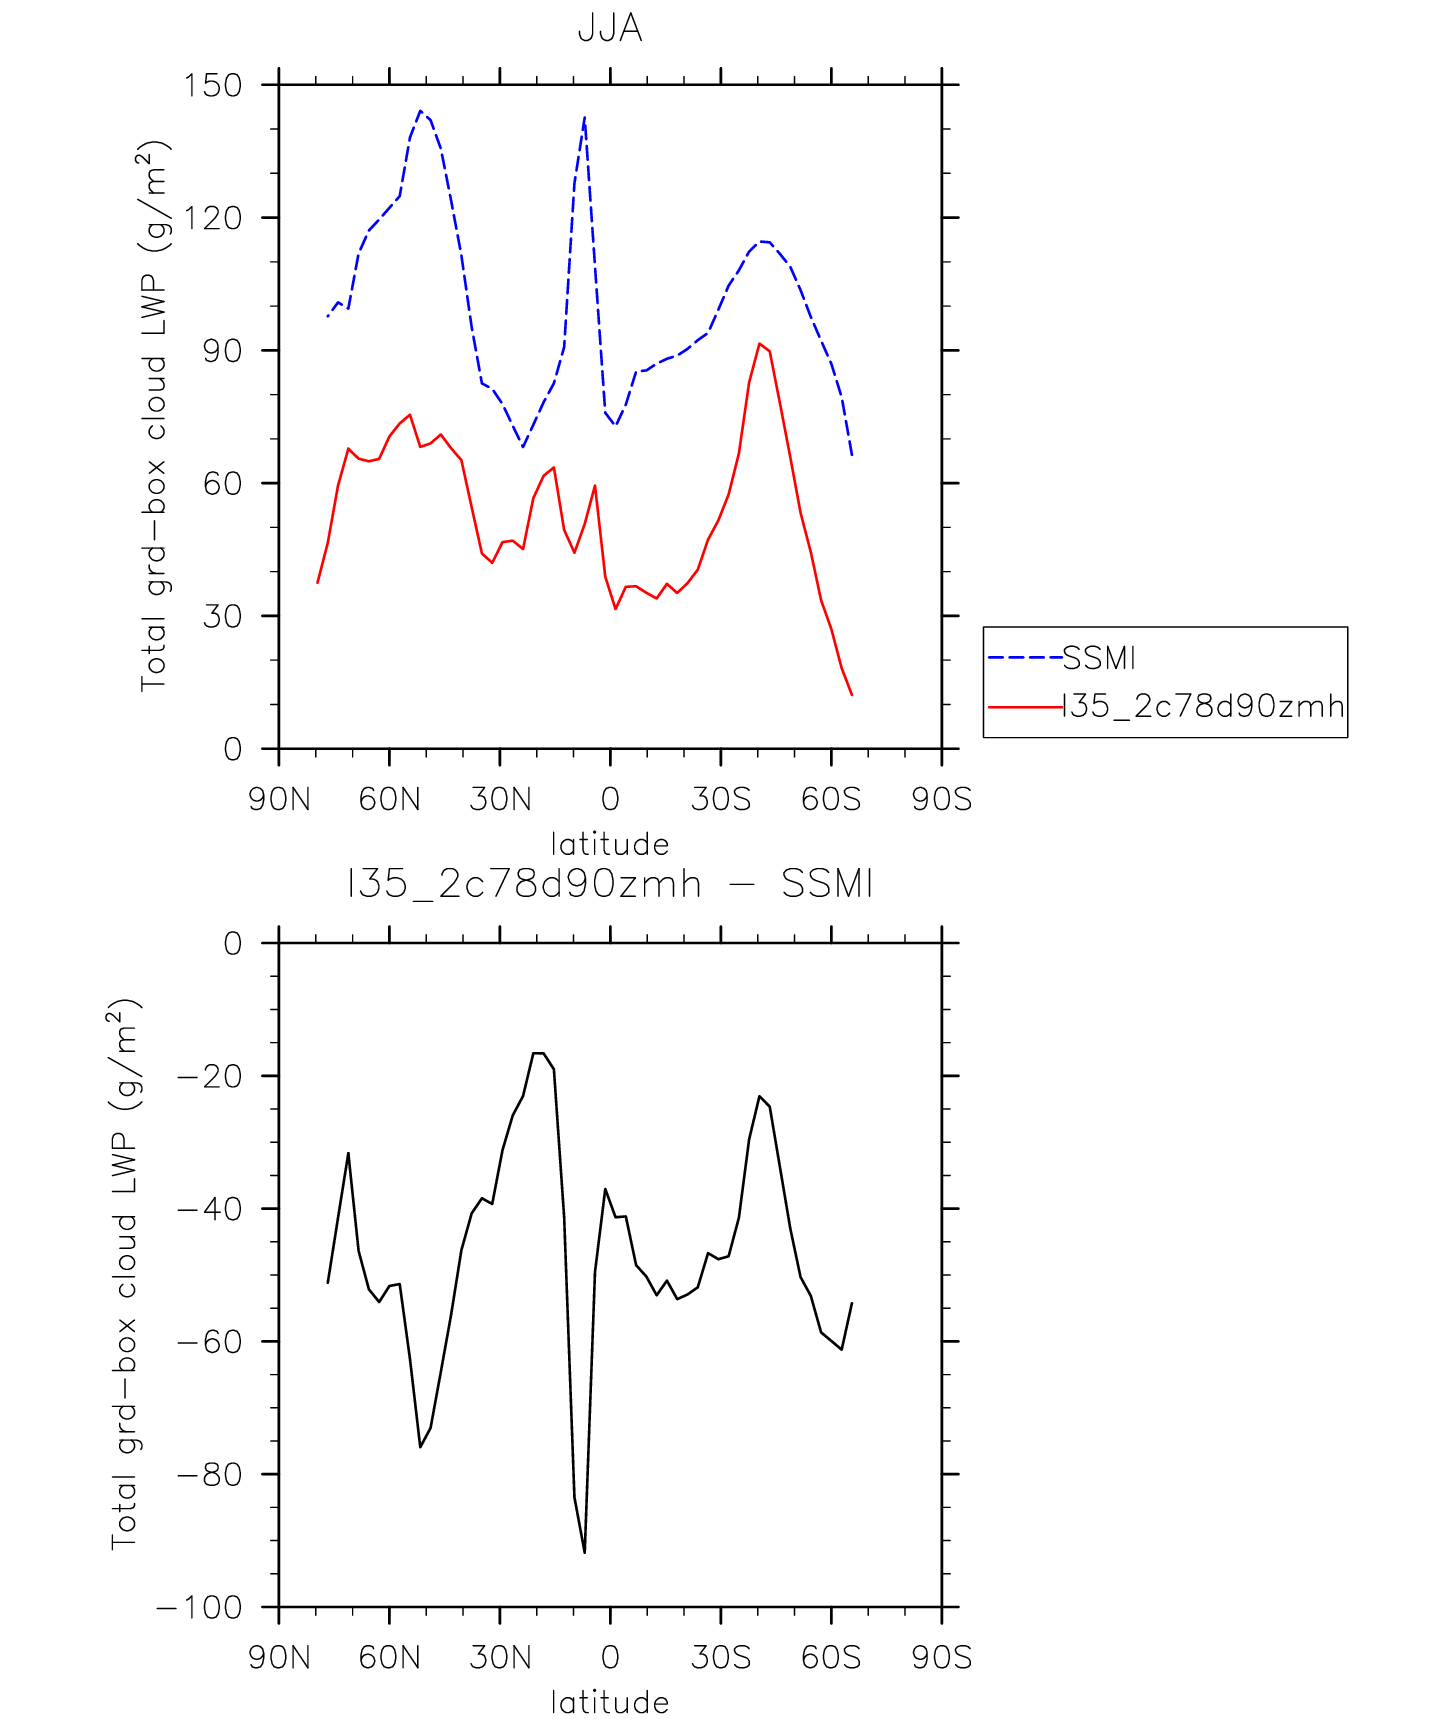 JJA
Total grd-box cloud LWP (g/m²)
150
120
90
60
30
0
90N 60N 30N 0 30S 60S 90S
latitude
SSMI
I35_2c78d90zmh
I35_2c78d90zmh - SSMI
Total grd-box cloud LWP (g/m²)
0
-20
-40
-60
-80
-100
90N 60N 30N 0 30S 60S 90S
latitude